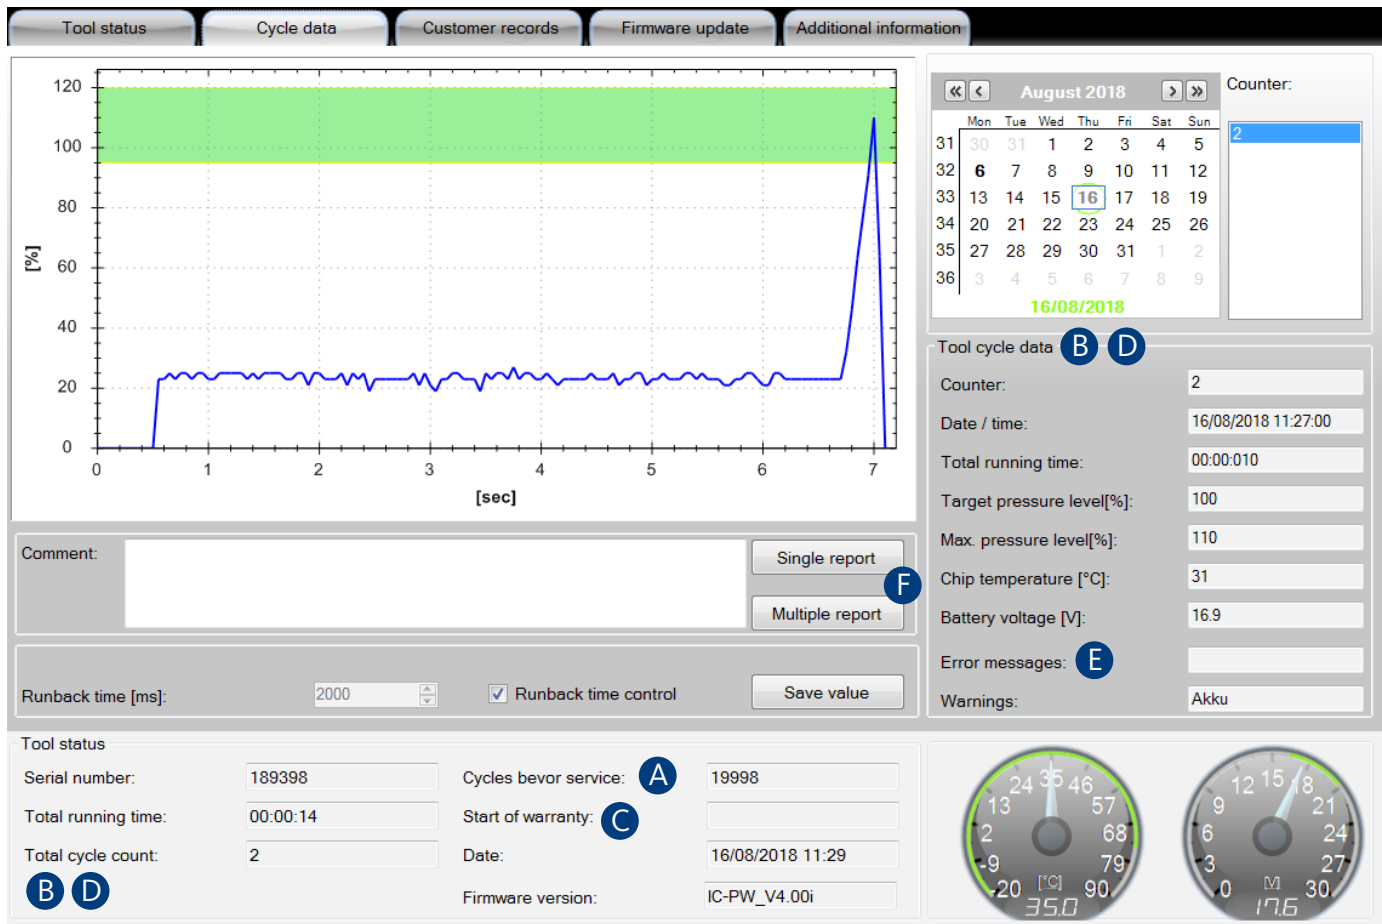 Tool status Cycle data Customer records Firmware update Additional information
120
100
80
60
40
20
0
[%]
0 1 2 3 4 5 6 7
[sec]
August 2018
Mon Tue Wed Thu Fri Sat Sun
31 30 31 1 2 3 4 5
32 6 7 8 9 10 11 12
33 13 14 15 16 17 18 19
34 20 21 22 23 24 25 26
35 27 28 29 30 31 1 2
36 3 4 5 6 7 8 9
16/08/2018
Counter:
2
Tool cycle data B D
Counter: 2
Date / time: 16/08/2018 11:27:00
Total running time: 00:00:010
Target pressure level[%]: 100
Max. pressure level[%]: 110
Chip temperature [°C]: 31
Battery voltage [V]: 16.9
Error messages: E
Warnings: Akku
Comment:
Single report
F
Multiple report
Runback time [ms]: 2000 Runback time control Save value
Tool status
Serial number: 189398 Cycles bevor service: A 19998
Total running time: 00:00:14 Start of warranty: C
Total cycle count: 2 Date: 16/08/2018 11:29
B D
Firmware version: IC-PW_V4.00i
-20 -9 2 13 24 35 46 57 68 79 90
[°C]
35.0
0 3 6 9 12 15 18 21 24 27 30
[V]
17.6